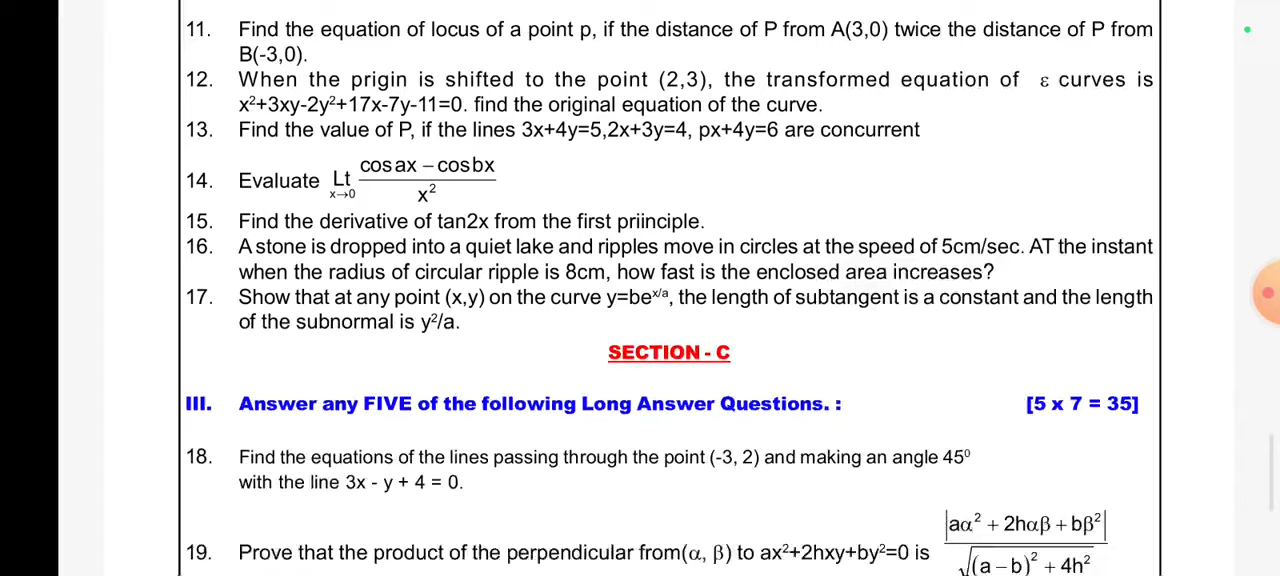 11. Find the equation of locus of a point p, if the distance of P from A(3,0) twice the distance of P from
B(-3,0).
12. When the prigin is shifted to the point (2,3), the transformed equation of ε curves is
x²+3xy-2y²+17x-7y-11=0. find the original equation of the curve.
13. Find the value of P, if the lines 3x+4y=5,2x+3y=4, px+4y=6 are concurrent
14. Evaluate Lt x→0 (cos ax – cos bx) / x²
15. Find the derivative of tan2x from the first priinciple.
16. A stone is dropped into a quiet lake and ripples move in circles at the speed of 5cm/sec. AT the instant
when the radius of circular ripple is 8cm, how fast is the enclosed area increases?
17. Show that at any point (x,y) on the curve y=be^(x/a), the length of subtangent is a constant and the length
of the subnormal is y²/a.
SECTION - C
III. Answer any FIVE of the following Long Answer Questions. : [5 x 7 = 35]
18. Find the equations of the lines passing through the point (-3, 2) and making an angle 45⁰
with the line 3x - y + 4 = 0.
19. Prove that the product of the perpendicular from(α, β) to ax²+2hxy+by²=0 is |aα² + 2hαβ + bβ²| / √((a – b)² + 4h²)